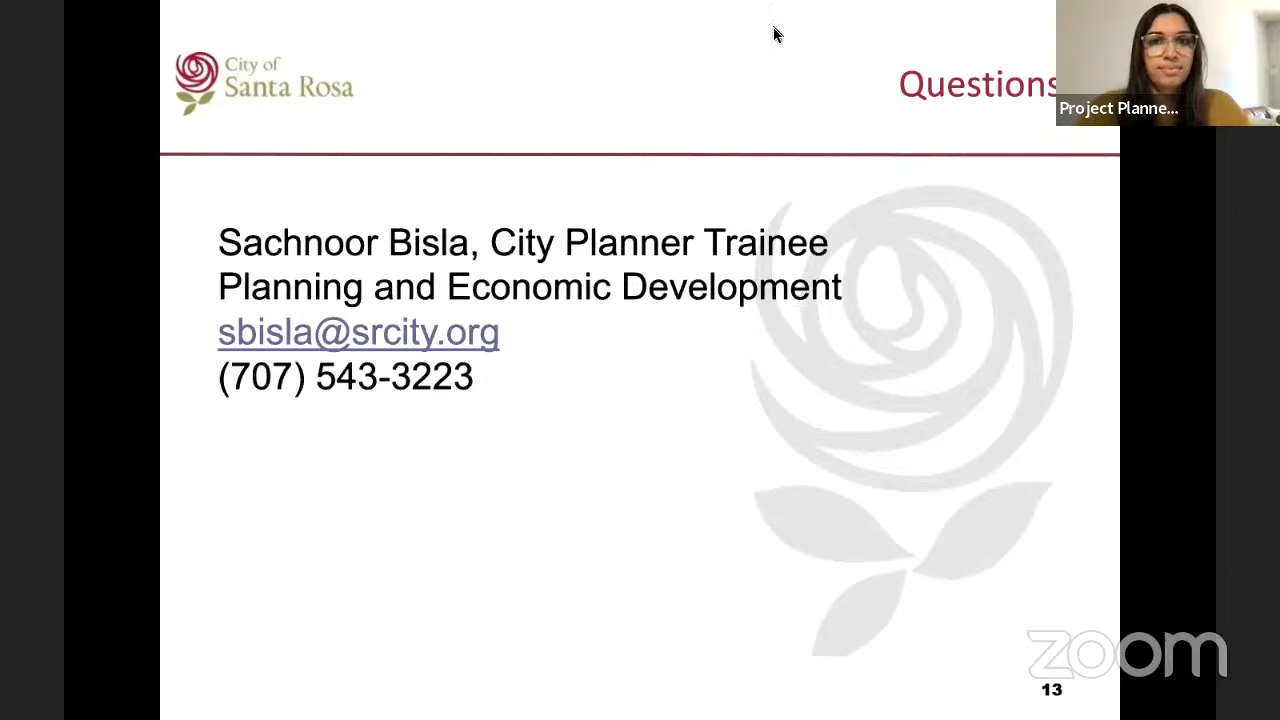 City of
Santa Rosa
Questions
Project Planne...
Sachnoor Bisla, City Planner Trainee
Planning and Economic Development
sbisla@srcity.org
(707) 543-3223
zoom
13